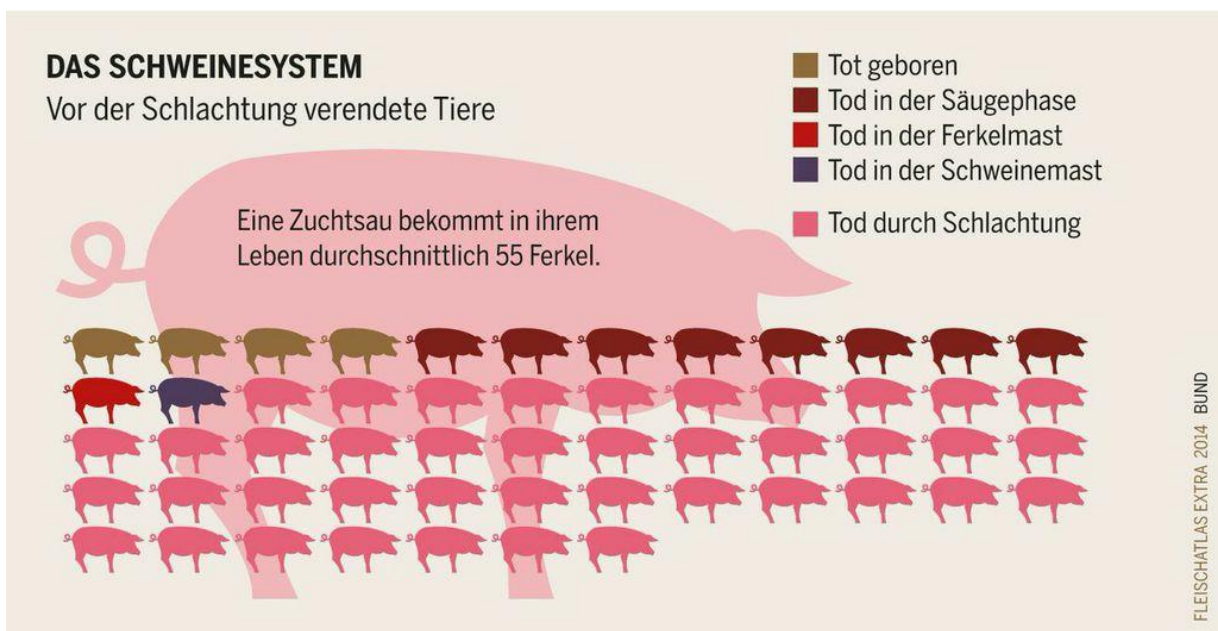 DAS SCHWEINESYSTEM
Vor der Schlachtung verendete Tiere
Tot geboren
Tod in der Säugephase
Tod in der Ferkelmast
Tod in der Schweinemast
Tod durch Schlachtung
Eine Zuchtsau bekommt in ihrem
Leben durchschnittlich 55 Ferkel.
FLEISCHATLAS EXTRA 2014 BUND